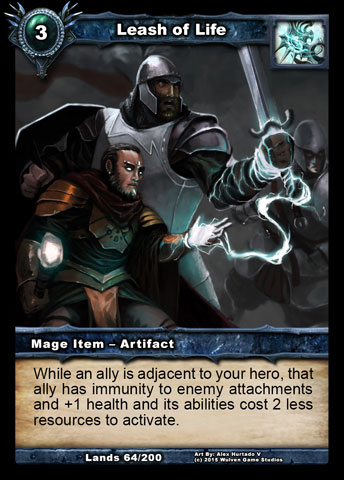 3
Leash of Life
Mage Item – Artifact
While an ally is adjacent to your hero, that
ally has immunity to enemy attachments
and +1 health and its abilities cost 2 less
resources to activate.
Lands 64/200
Art By: Alex Hurtado V
(c) 2015 Wulven Game Studios